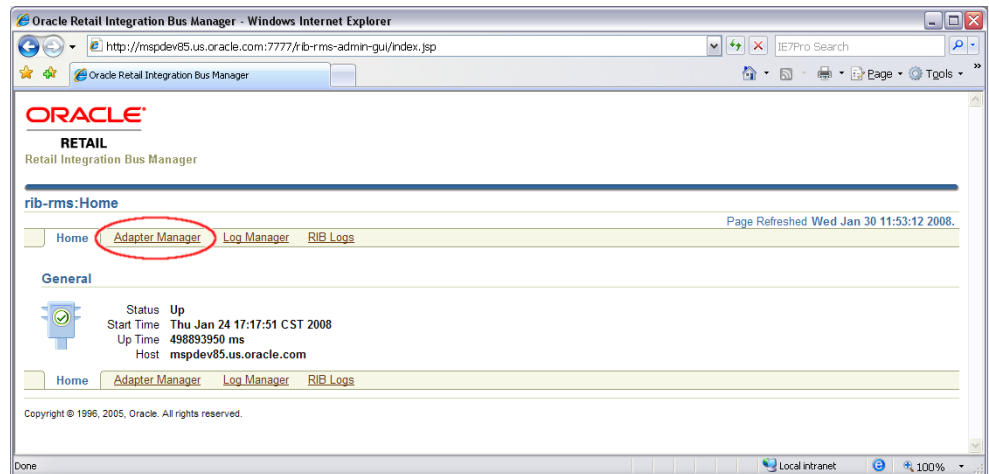 Oracle Retail Integration Bus Manager - Windows Internet Explorer
http://mspdev85.us.oracle.com:7777/rib-rms-admin-gui/index.jsp
IE7Pro Search
Oracle Retail Integration Bus Manager
Page
Tools
»
ORACLE
RETAIL
Retail Integration Bus Manager
rib-rms:Home
Page Refreshed Wed Jan 30 11:53:12 2008.
Home Adapter Manager Log Manager RIB Logs
General
Status Up
Start Time Thu Jan 24 17:17:51 CST 2008
Up Time 498893950 ms
Host mspdev85.us.oracle.com
Home Adapter Manager Log Manager RIB Logs
Copyright © 1996, 2005, Oracle. All rights reserved.
Done
Local intranet
100%